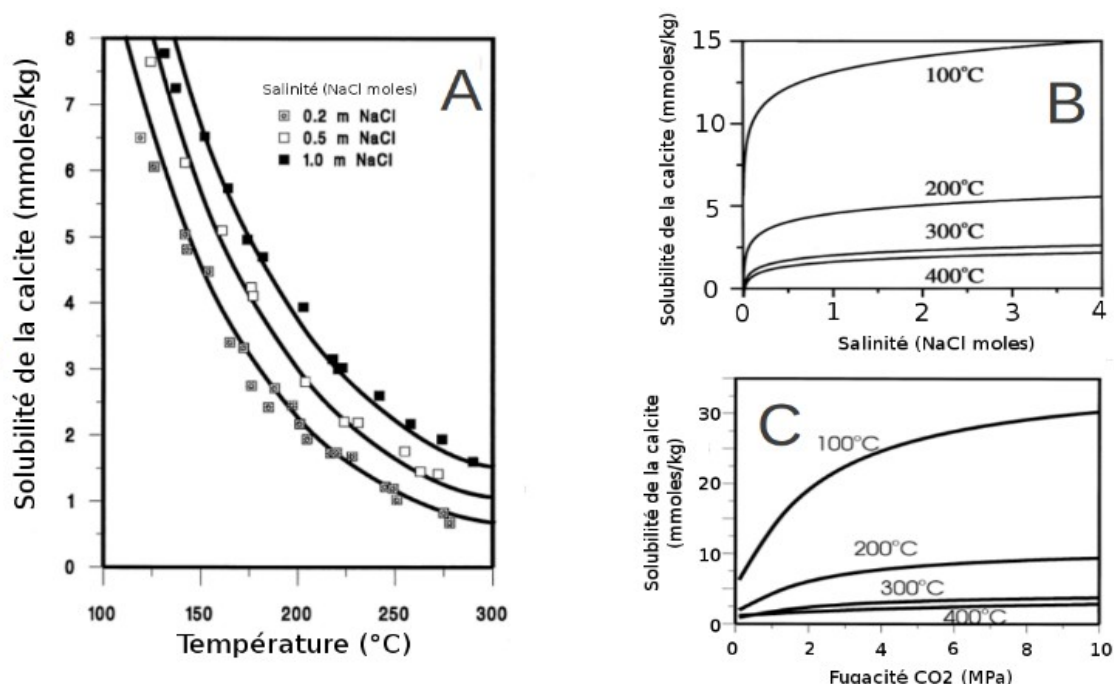 Solubilité de la calcite (mmoles/kg)
8
7
6
5
4
3
2
1
0
100
150
200
250
300
Température (°C)
Salinité (NaCl moles)
0.2 m NaCl
0.5 m NaCl
1.0 m NaCl
A
Solubilité de la calcite (mmoles/kg)
15
10
5
0
0
1
2
3
4
Salinité (NaCl moles)
100°C
200°C
300°C
400°C
B
Solubilité de la calcite
(mmoles/kg)
30
20
10
0
0
2
4
6
8
10
Fugacité CO2 (MPa)
C
100°C
200°C
300°C
400°C